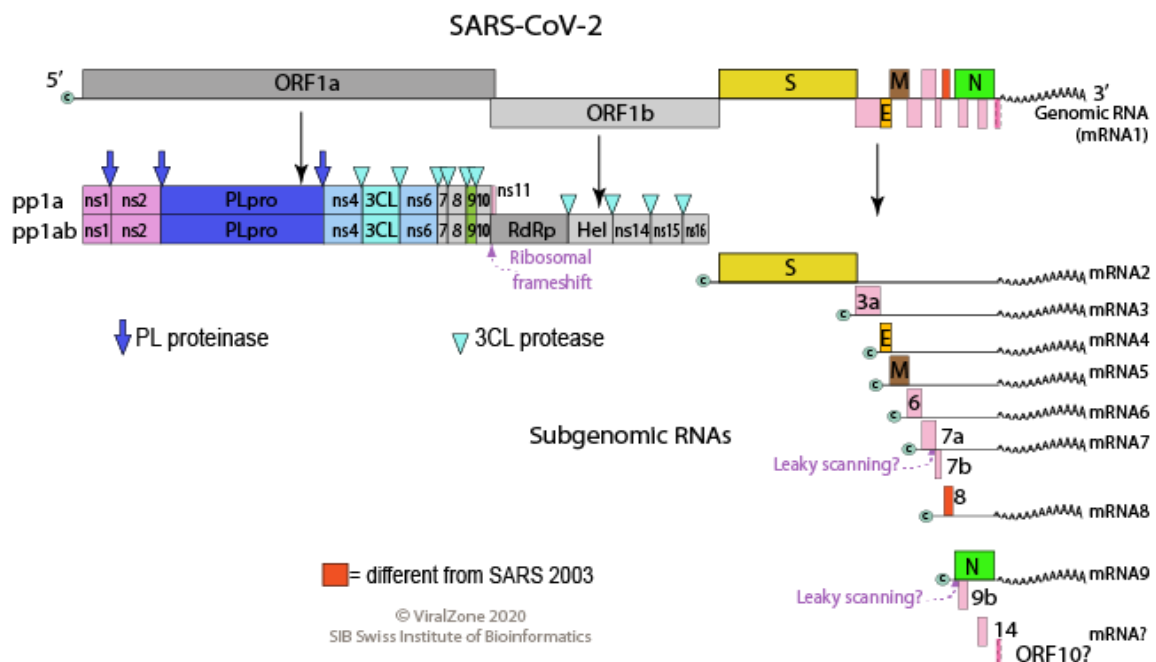 SARS-CoV-2
5′ c ORF1a S M N 3′
ORF1b E Genomic RNA
(mRNA1)
pp1a ns1 ns2 PLpro ns4 3CL ns6 7 8 9 10 ns11
pp1ab ns1 ns2 PLpro ns4 3CL ns6 7 8 9 10 RdRp Hel ns14 ns15 ns16
Ribosomal
frameshift
PL proteinase
3CL protease
c S mRNA2
c 3a mRNA3
c E mRNA4
c M mRNA5
c 6 mRNA6
Subgenomic RNAs
c 7a mRNA7
Leaky scanning? 7b
c 8 mRNA8
= different from SARS 2003
c N mRNA9
Leaky scanning? 9b
© ViralZone 2020
SIB Swiss Institute of Bioinformatics
14 mRNA?
ORF10?